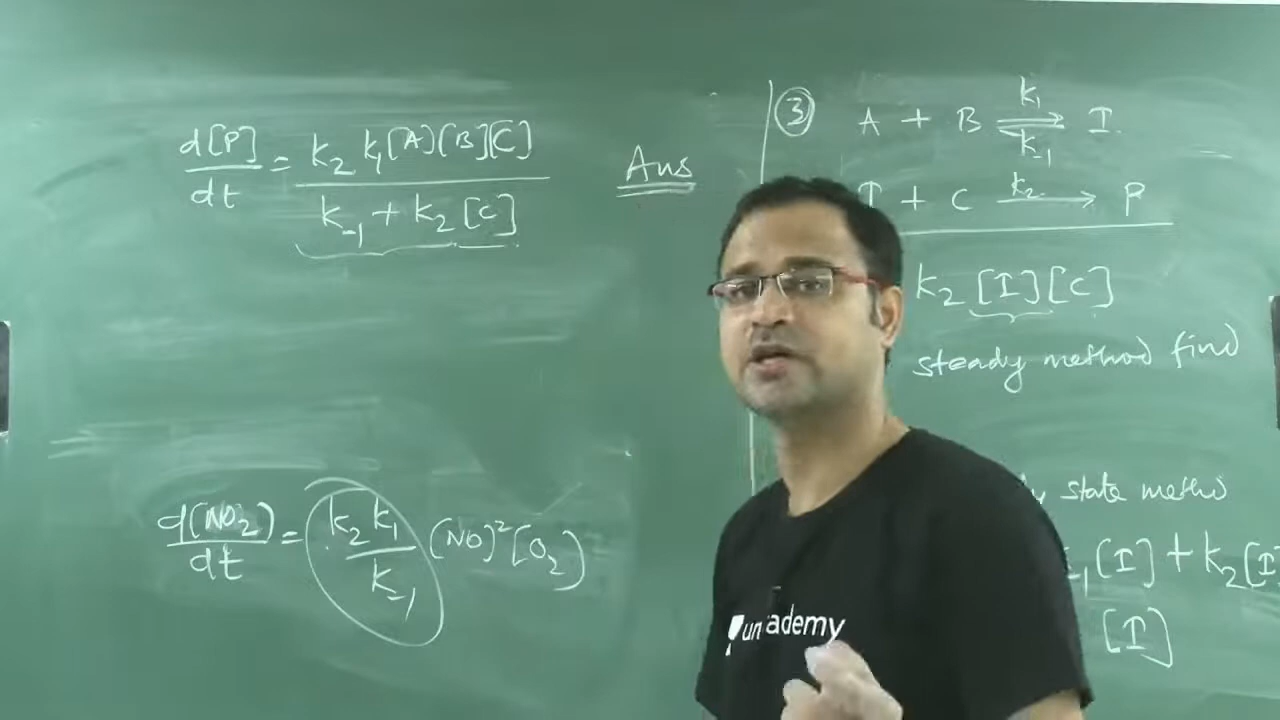 d[P]/dt = k₂ k₁[A][B][C] / k₋₁ + k₂ [C]
Ans
(NO₂)/dt = k₂ k₁/k₋₁ (NO)² [O₂)
③ A + B ⇌ I.
k₁
k₋₁
I + C → P
k₂
k₂ [I][C]
steady method find
state
₁[I] + k₂[I
[I]
unacademy